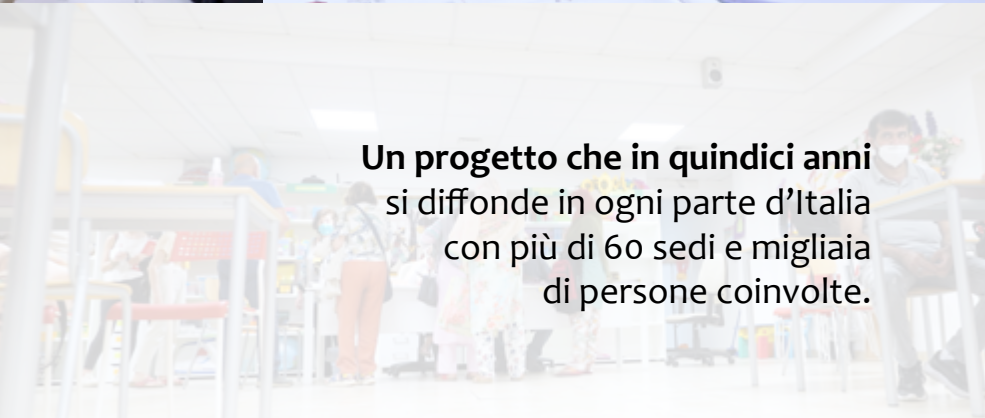 Un progetto che in quindici anni
si diffonde in ogni parte d’Italia
con più di 60 sedi e migliaia
di persone coinvolte.